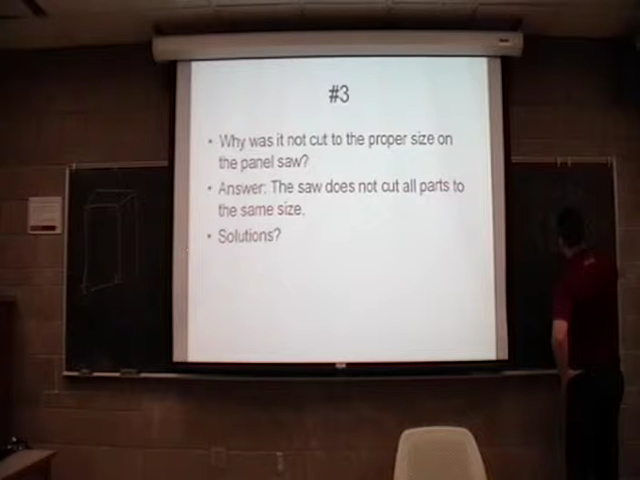 #3
• Why was it not cut to the proper size on
the panel saw?
• Answer: The saw does not cut all parts to
the same size.
• Solutions?